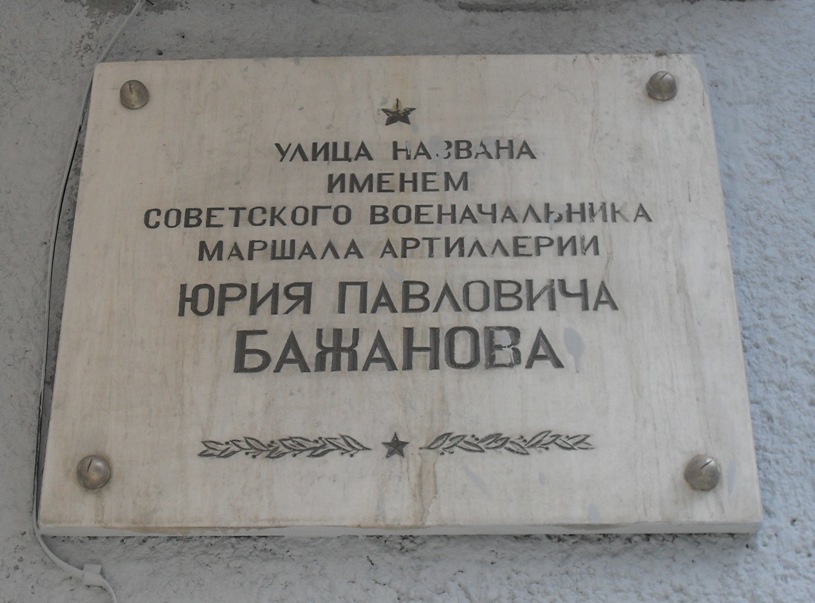 УЛИЦА НАЗВАНА
ИМЕНЕМ
СОВЕТСКОГО ВОЕНАЧАЛЬНИКА
МАРШАЛА АРТИЛЛЕРИИ
ЮРИЯ ПАВЛОВИЧА
БАЖАНОВА